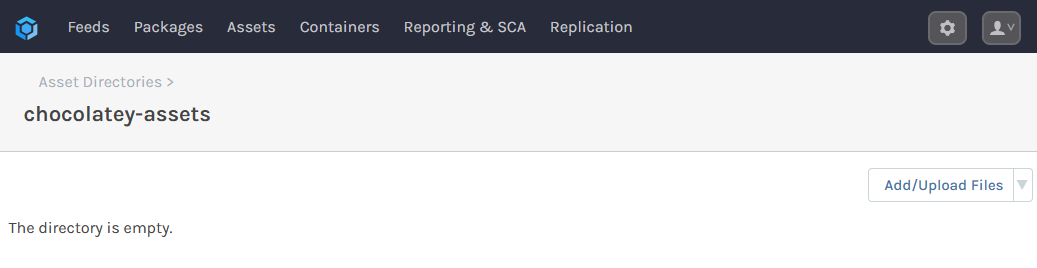 Feeds Packages Assets Containers Reporting & SCA Replication
Asset Directories >
chocolatey-assets
Add/Upload Files
The directory is empty.